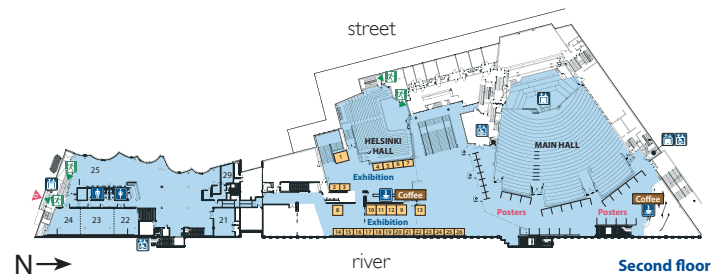 street
HELSINKI
HALL
MAIN HALL
1
4 5 6 7
Exhibition
25
29
2 3
Coffee
Coffee
8
10 11 12 9
13
Exhibition
Posters
Posters
24
23
22
21
14 15 16 17 18 19 20 21 22 23 24 25 26
N
river
Second floor